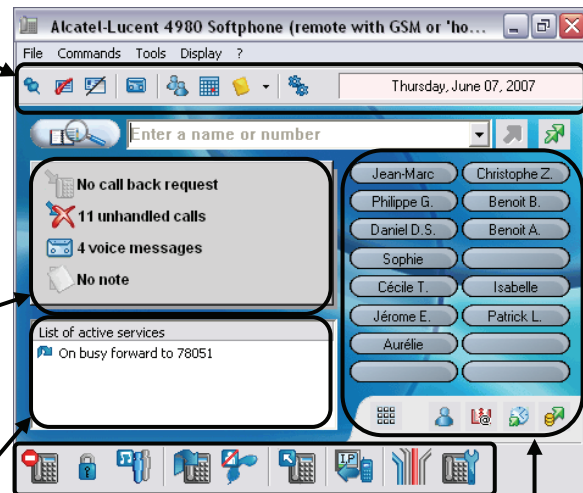 Alcatel-Lucent 4980 Softphone (remote with GSM or 'ho...
File Commands Tools Display ?
Thursday, June 07, 2007
Enter a name or number
No call back request
11 unhandled calls
4 voice messages
No note
List of active services
On busy forward to 78051
Jean-Marc Christophe Z.
Philippe G. Benoit B.
Daniel D.S. Benoit A.
Sophie
Cécile T. Isabelle
Jérome E. Patrick L.
Aurélie
I.P